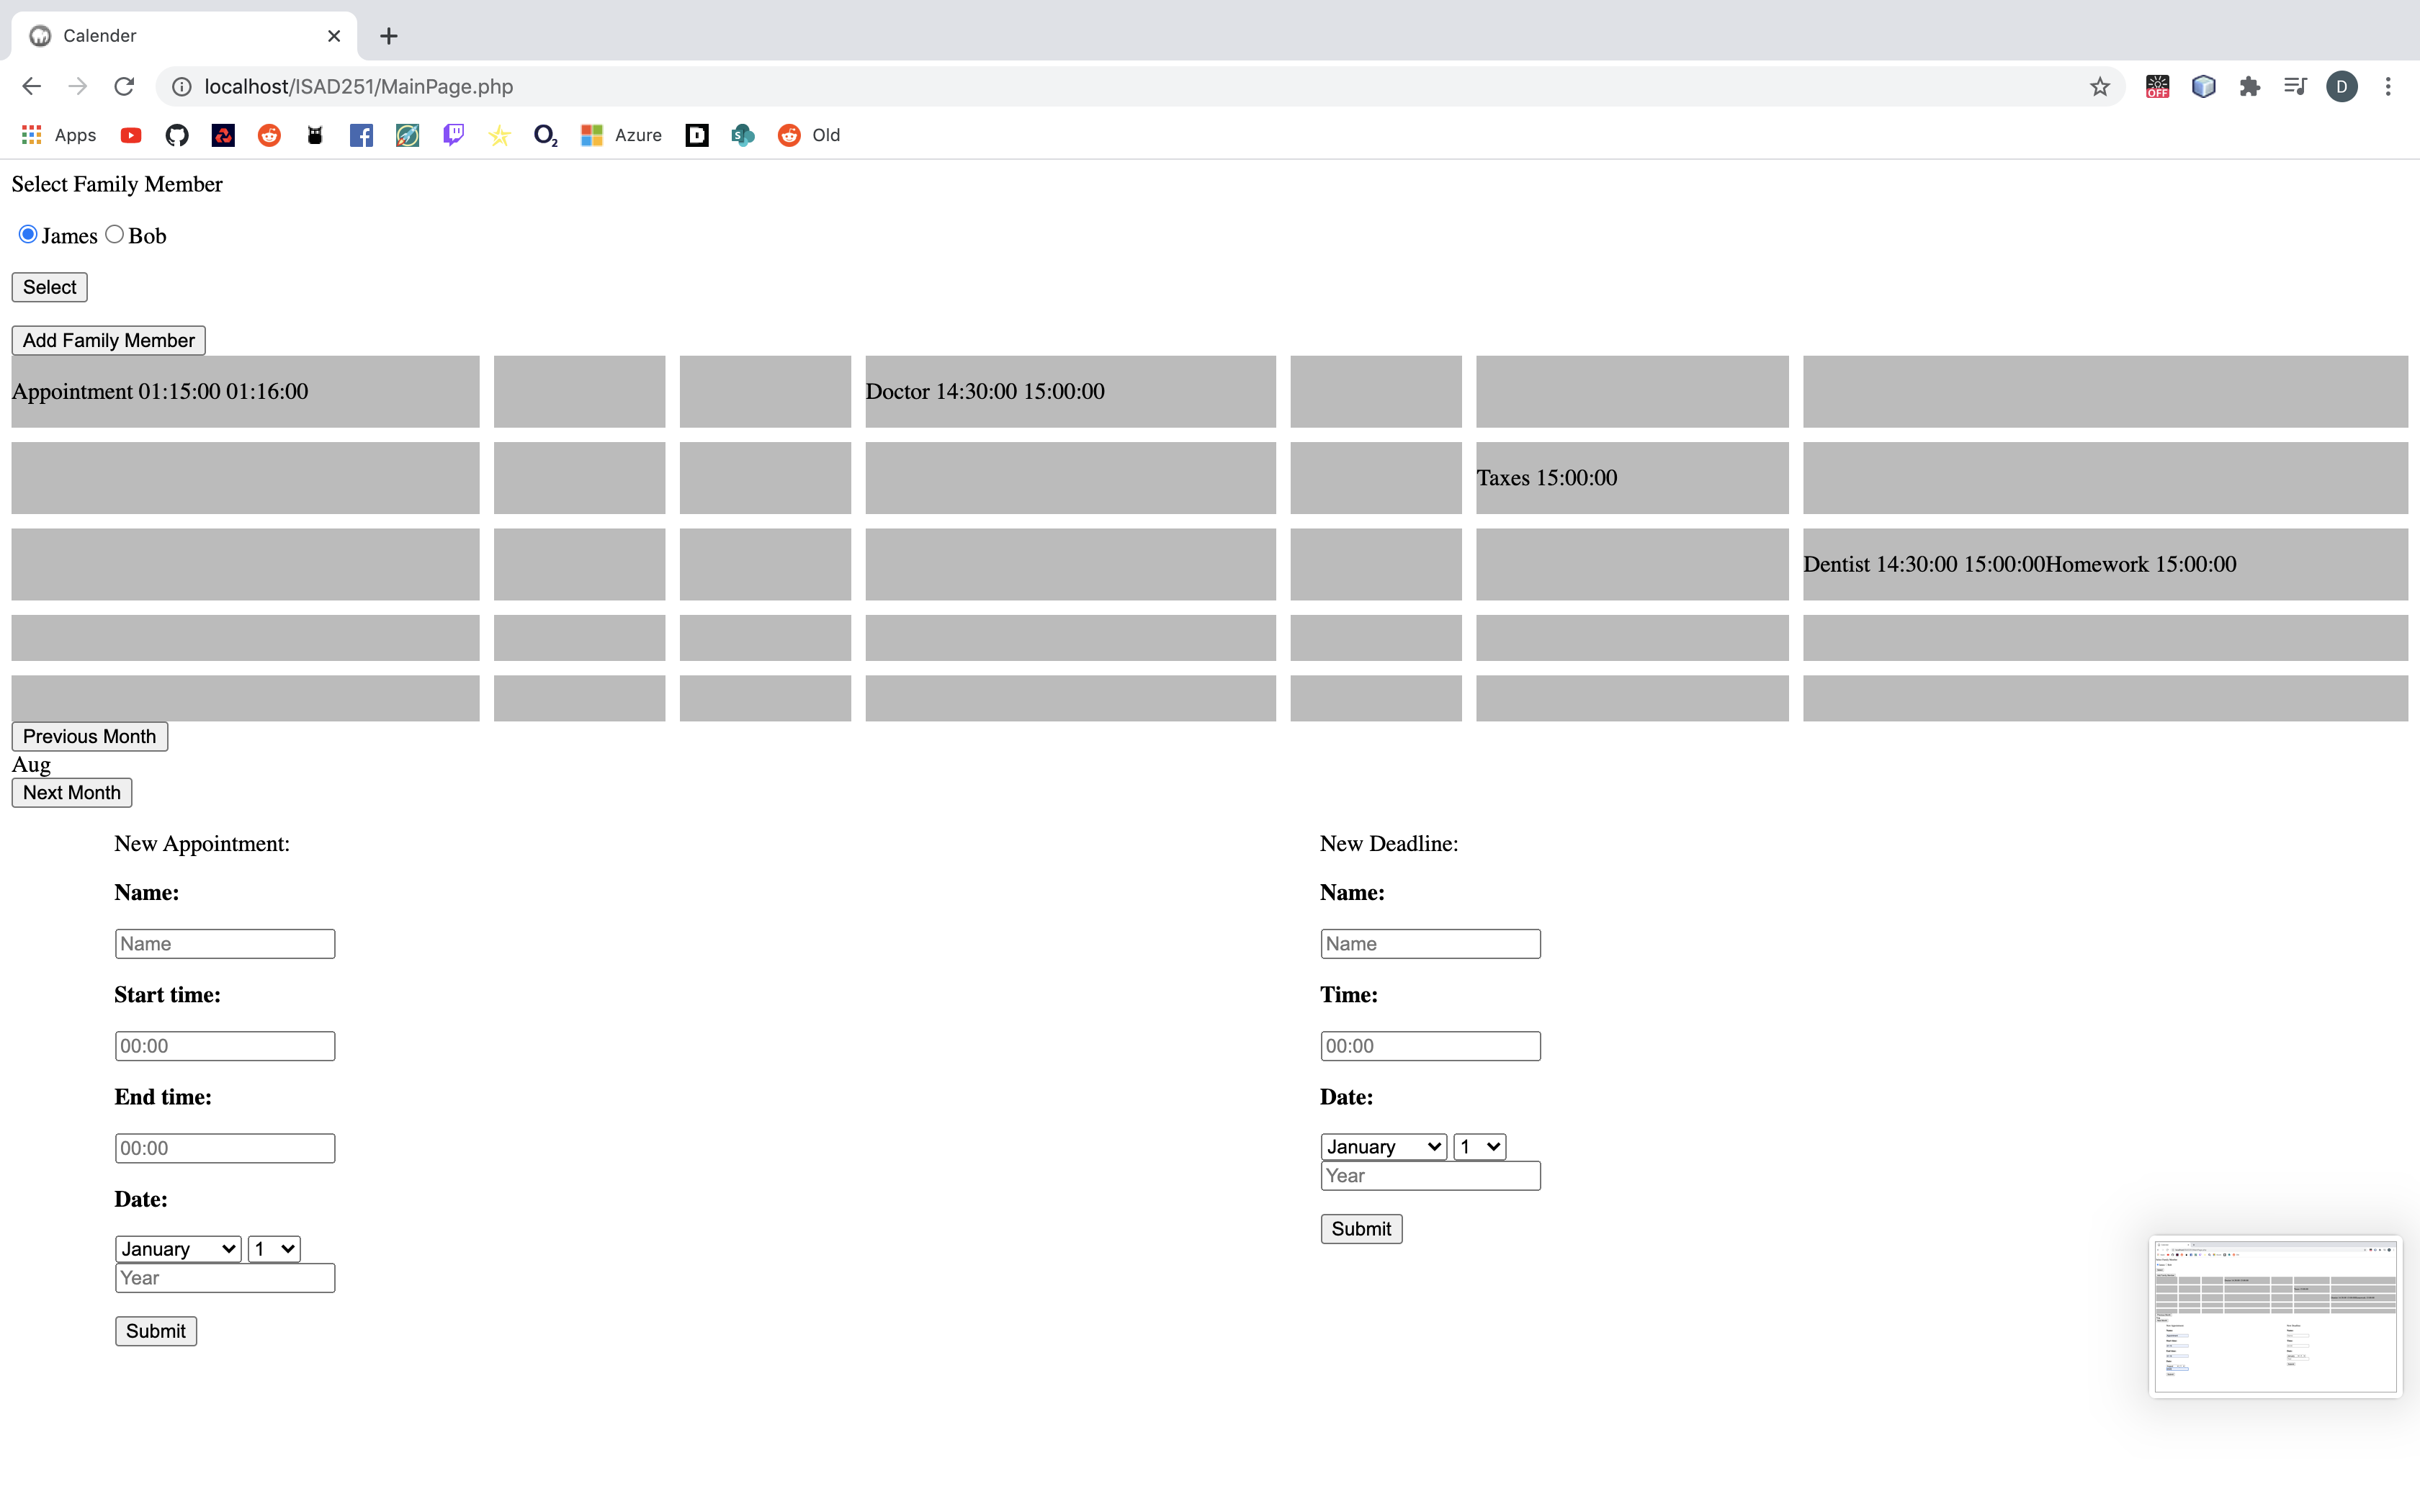 Calender
localhost/ISAD251/MainPage.php
OFF
D
Apps
O2
Azure
D
S
Old
Select Family Member
James Bob
Select
Add Family Member
Appointment 01:15:00 01:16:00
Doctor 14:30:00 15:00:00
Taxes 15:00:00
Dentist 14:30:00 15:00:00Homework 15:00:00
Previous Month
Aug
Next Month
New Appointment:
Name:
Name
Start time:
00:00
End time:
00:00
Date:
January 1
Year
Submit
New Deadline:
Name:
Name
Time:
00:00
Date:
January 1
Year
Submit